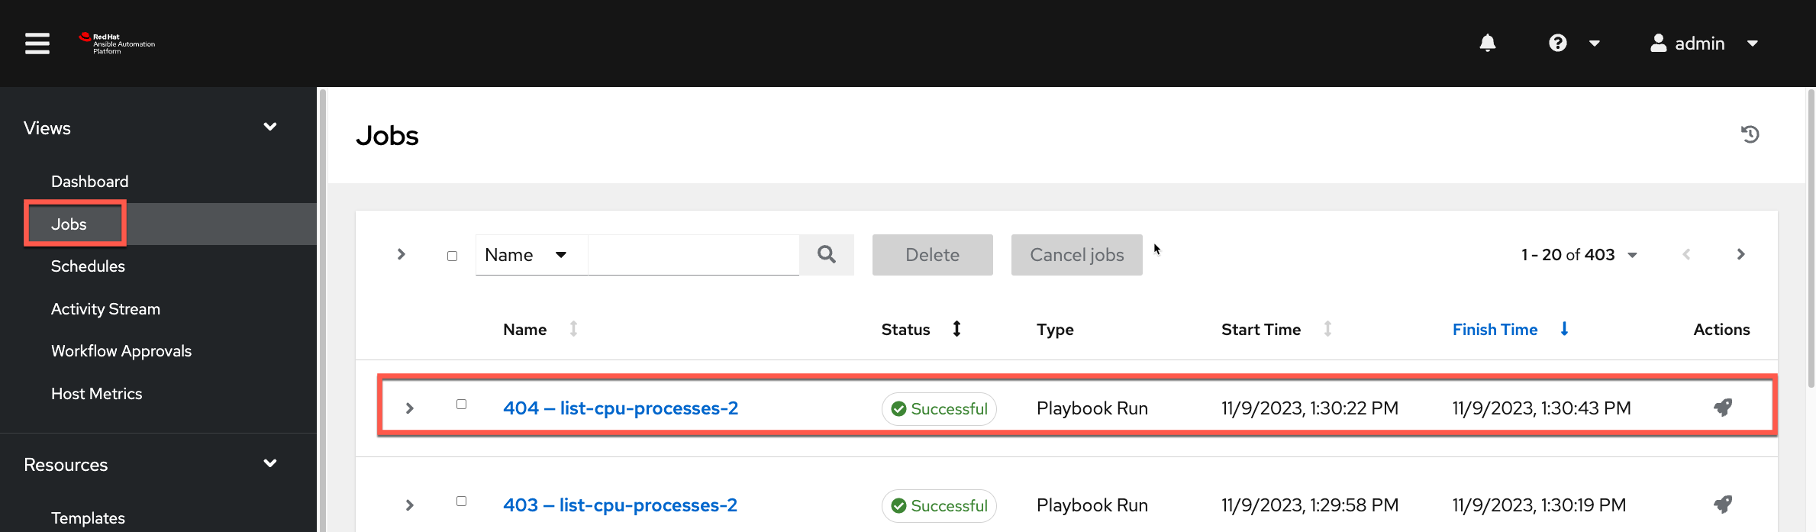 Red Hat
Ansible Automation
Platform
admin
Views
Dashboard
Jobs
Schedules
Activity Stream
Workflow Approvals
Host Metrics
Resources
Templates
Jobs
Name
Delete
Cancel jobs
1 - 20 of 403
Name Status Type Start Time Finish Time Actions
404 — list-cpu-processes-2 Successful Playbook Run 11/9/2023, 1:30:22 PM 11/9/2023, 1:30:43 PM
403 — list-cpu-processes-2 Successful Playbook Run 11/9/2023, 1:29:58 PM 11/9/2023, 1:30:19 PM